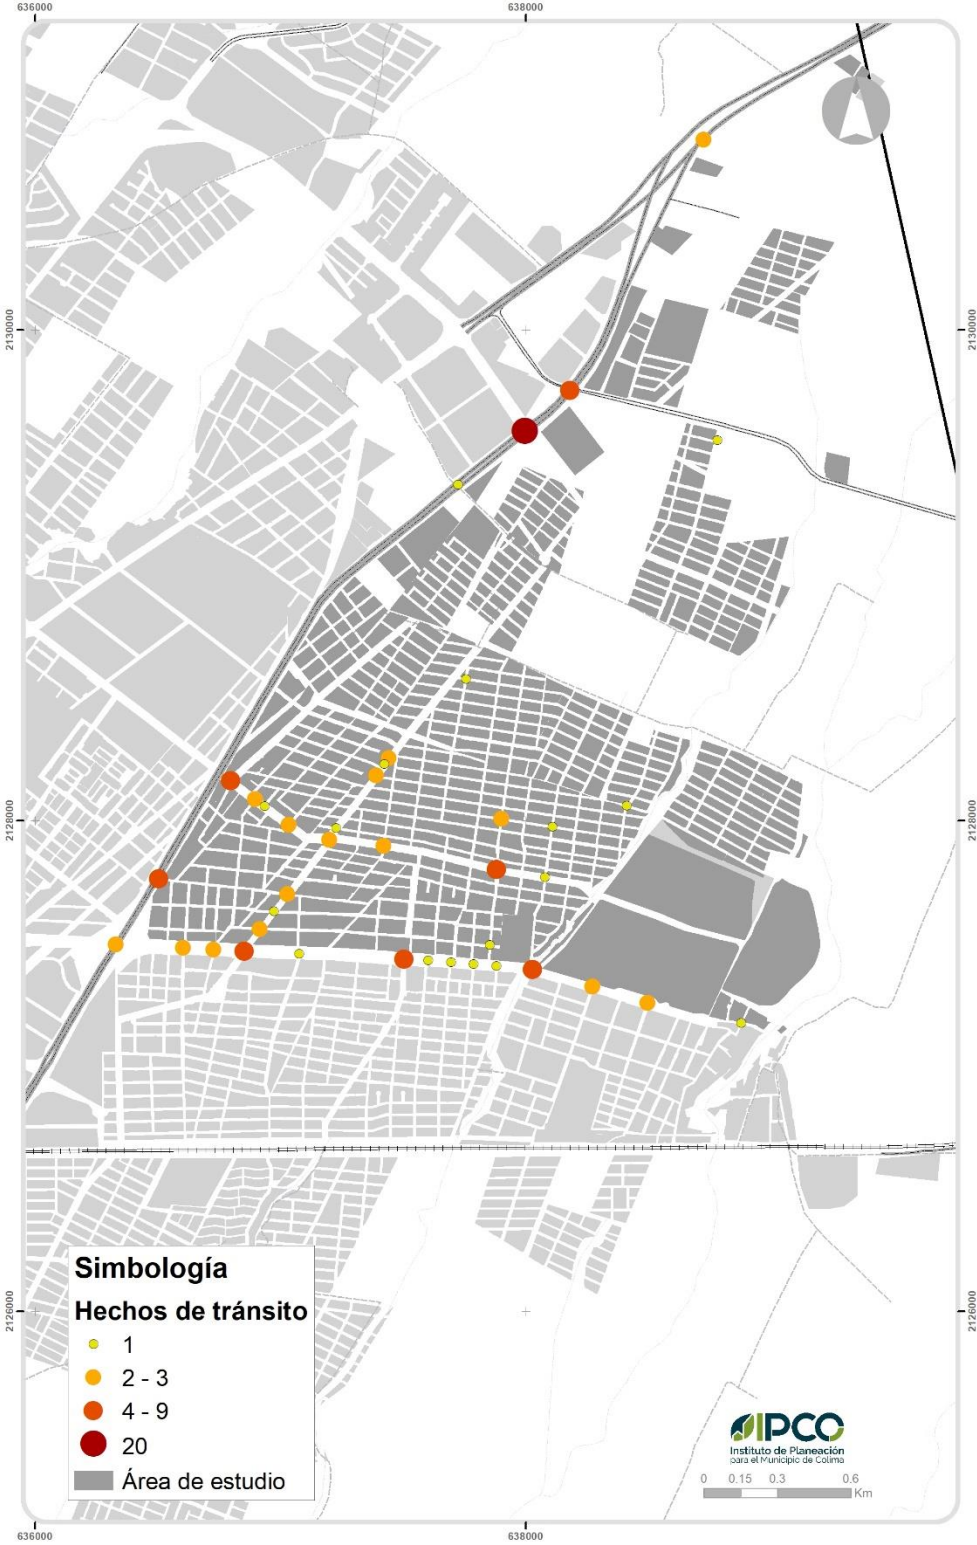 636000
638000
2130000
2130000
2128000
2128000
2126000
2126000
Simbología
Hechos de tránsito
1
2 - 3
4 - 9
20
Área de estudio
IPCO
Instituto de Planeación
para el Municipio de Colima
0 0.15 0.3 0.6
Km
636000
638000